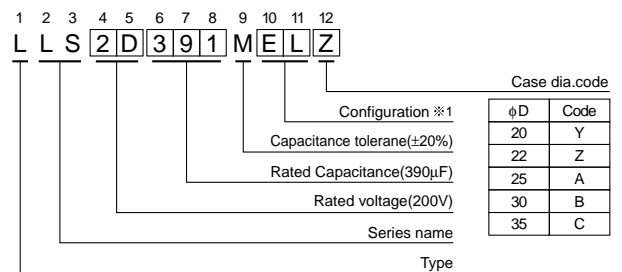 1 2 3 4 5 6 7 8 9 10 11 12
L L S 2 D 3 9 1 M E L Z
Case dia.code
Configuration ※1
Capacitance tolerane(±20%)
Rated Capacitance(390µF)
Rated voltage(200V)
Series name
Type
ϕD Code
20 Y
22 Z
25 A
30 B
35 C